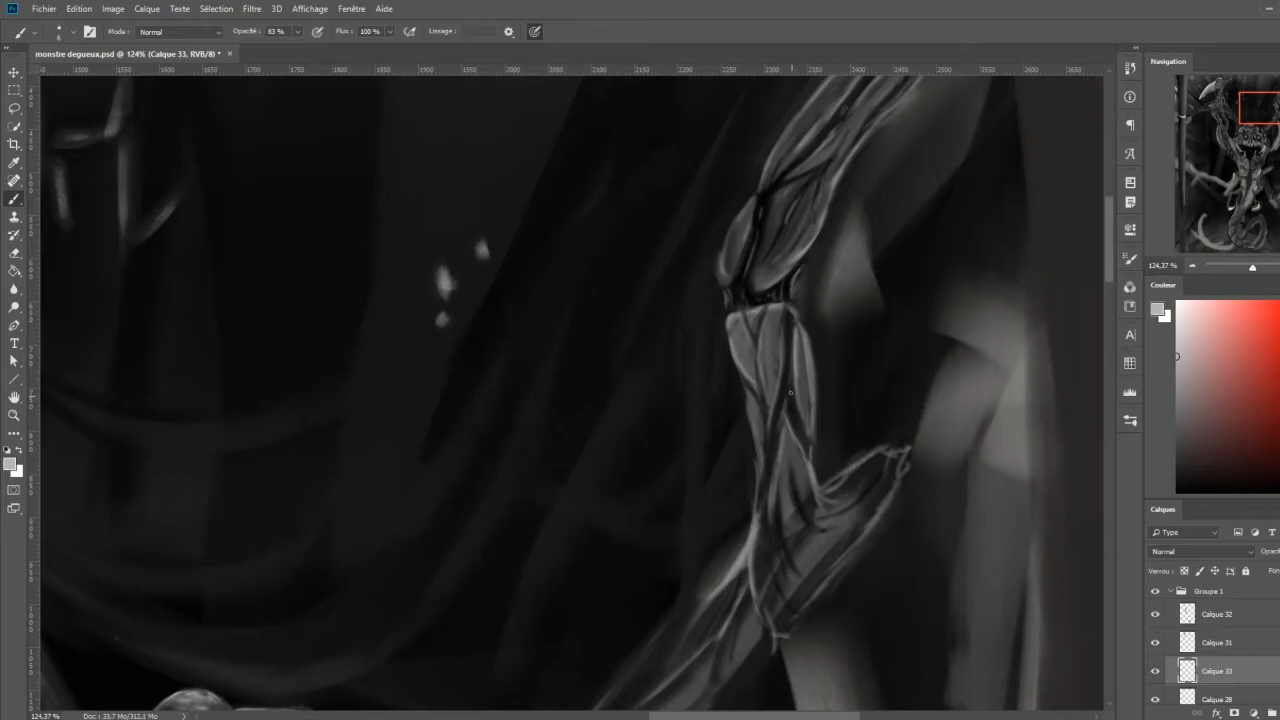 Ps Fichier Edition Image Calque Texte Sélection Filtre 3D Affichage Fenêtre Aide
6 Mode : Normal Opacité : 83 % Flux : 100 % Lissage :
monstre degueux.psd @ 124% (Calque 33, RVB/8) * ×
1500 1550 1600 1650 1700 1750 1800 1850 1900 1950 2000 2050 2100 2150 2200 2250 2300 2350 2400 2450 2500 2550 2600 2650
Navigation
124,37 %
Couleur
Calques
Type
Normal Opacité
Verrou : Fon
Groupe 1
Calque 32
Calque 31
Calque 33
Calque 28
124,37 % Doc : 33,7 Mo/312,1 Mo